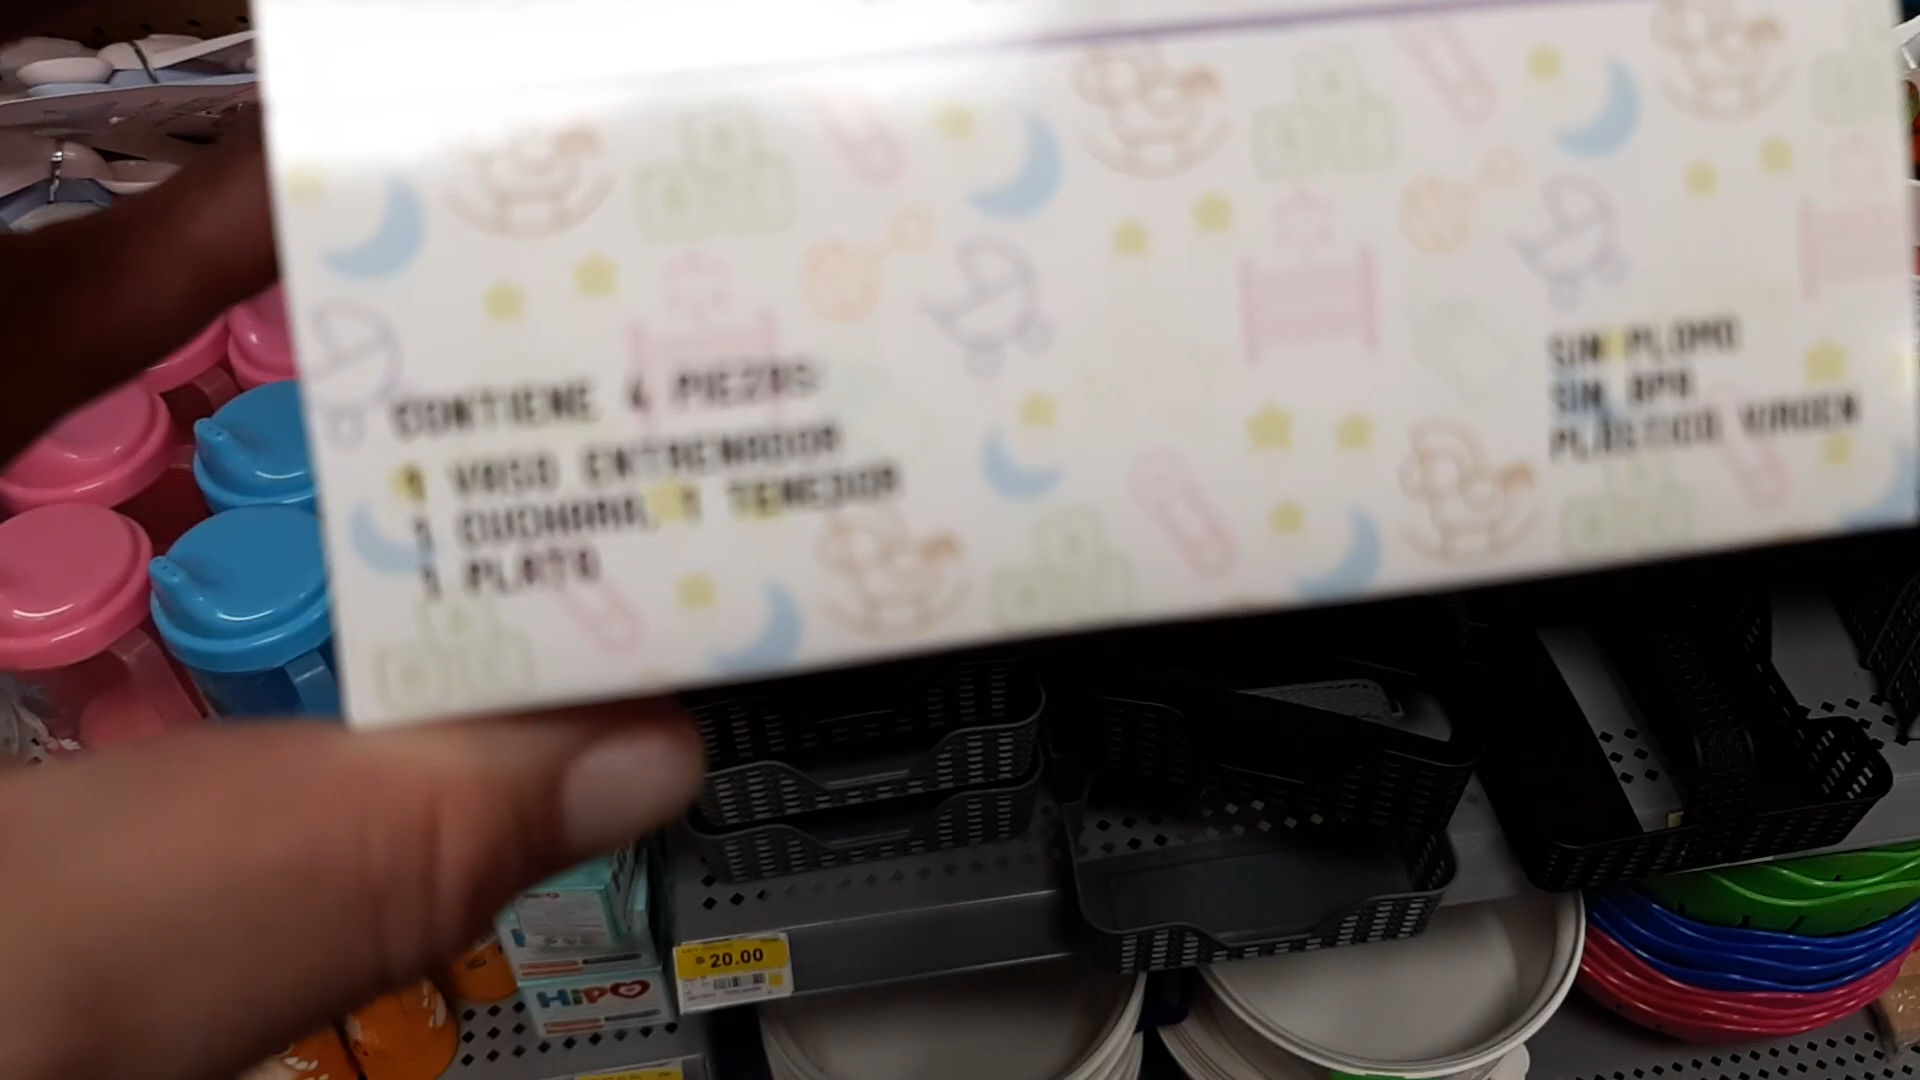 CONTIENE 4 PIEZAS:
1 VASO ENTRENADOR
1 CUCHARA, 1 TENEDOR
1 PLATO
SIN PLOMO
SIN BPA
PLÁSTICO VIRGEN
20.00
HiPO